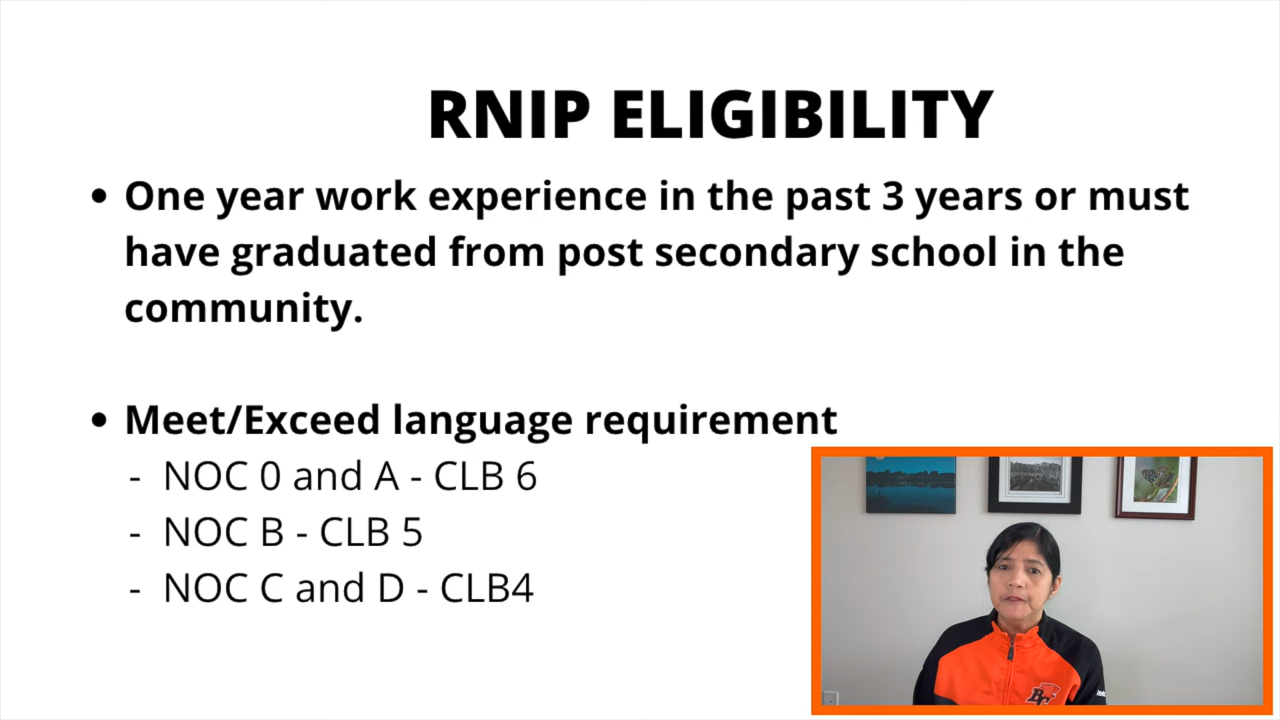 RNIP ELIGIBILITY
• One year work experience in the past 3 years or must
have graduated from post secondary school in the
community.
• Meet/Exceed language requirement
- NOC 0 and A - CLB 6
- NOC B - CLB 5
- NOC C and D - CLB4
BC